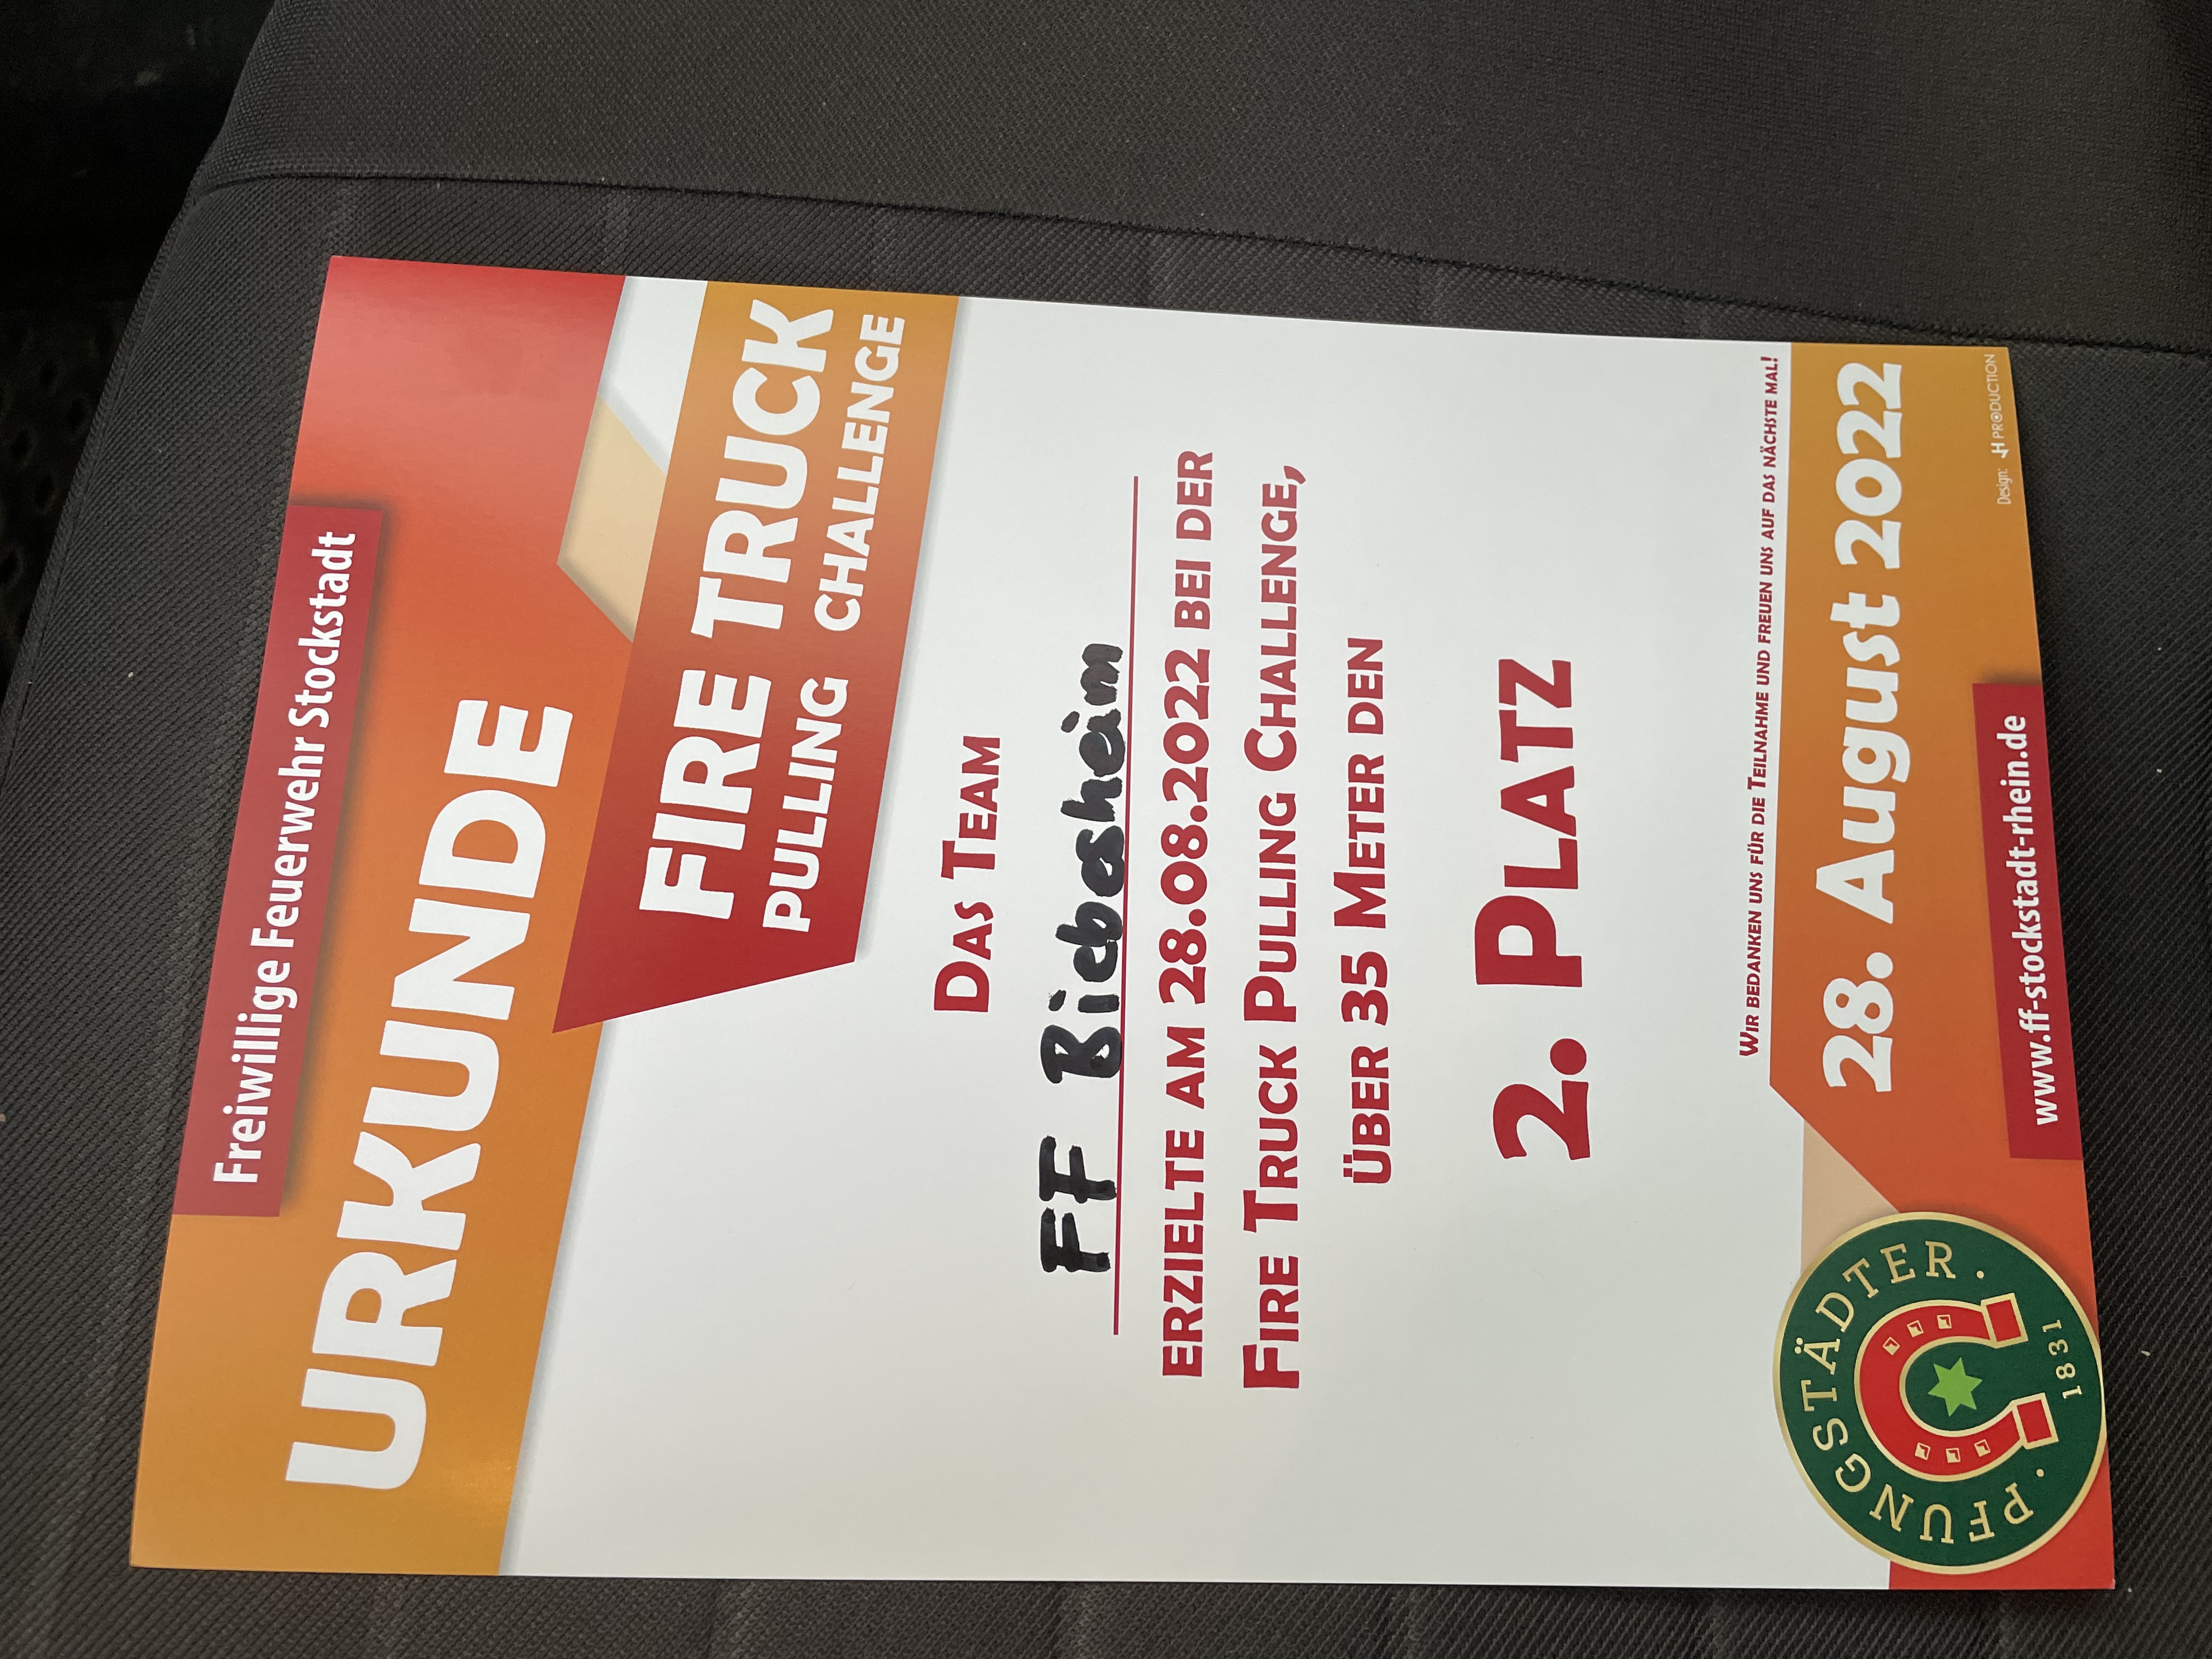 Freiwillige Feuerwehr Stockstadt
URKUNDE
FIRE TRUCK
PULLING CHALLENGE
DAS TEAM
FF Biebesheim
ERZIELTE AM 28.08.2022 BEI DER
FIRE TRUCK PULLING CHALLENGE,
ÜBER 35 METER DEN
2. PLATZ
WIR BEDANKEN UNS FÜR DIE TEILNAHME UND FREUEN UNS AUF DAS NÄCHSTE MAL!
28. August 2022
PFUNGSTÄDTER
1831
www.ff-stockstadt-rhein.de
Design: JH PRODUCTION